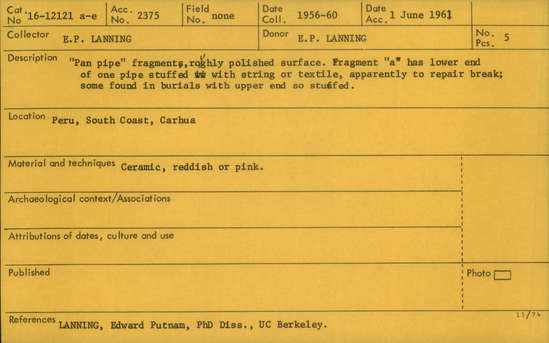 Cat. No. 16-12121 a-e Acc. No. 2375 Field No. none Date Coll. 1956-60 Date Acc. 1 June 1961
Collector E.P. LANNING Donor E.P. LANNING No. Pcs. 5
Description "Pan pipe" fragments, roughly polished surface. Fragment "a" has lower end
of one pipe stuffed with string or textile, apparently to repair break;
some found in burials with upper end so stuffed.
Location Peru, South Coast, Carhua
Material and techniques Ceramic, reddish or pink.
Archaeological context/Associations
Attributions of dates, culture and use
Published Photo
11/74
References LANNING, Edward Putnam, PhD Diss., UC Berkeley.